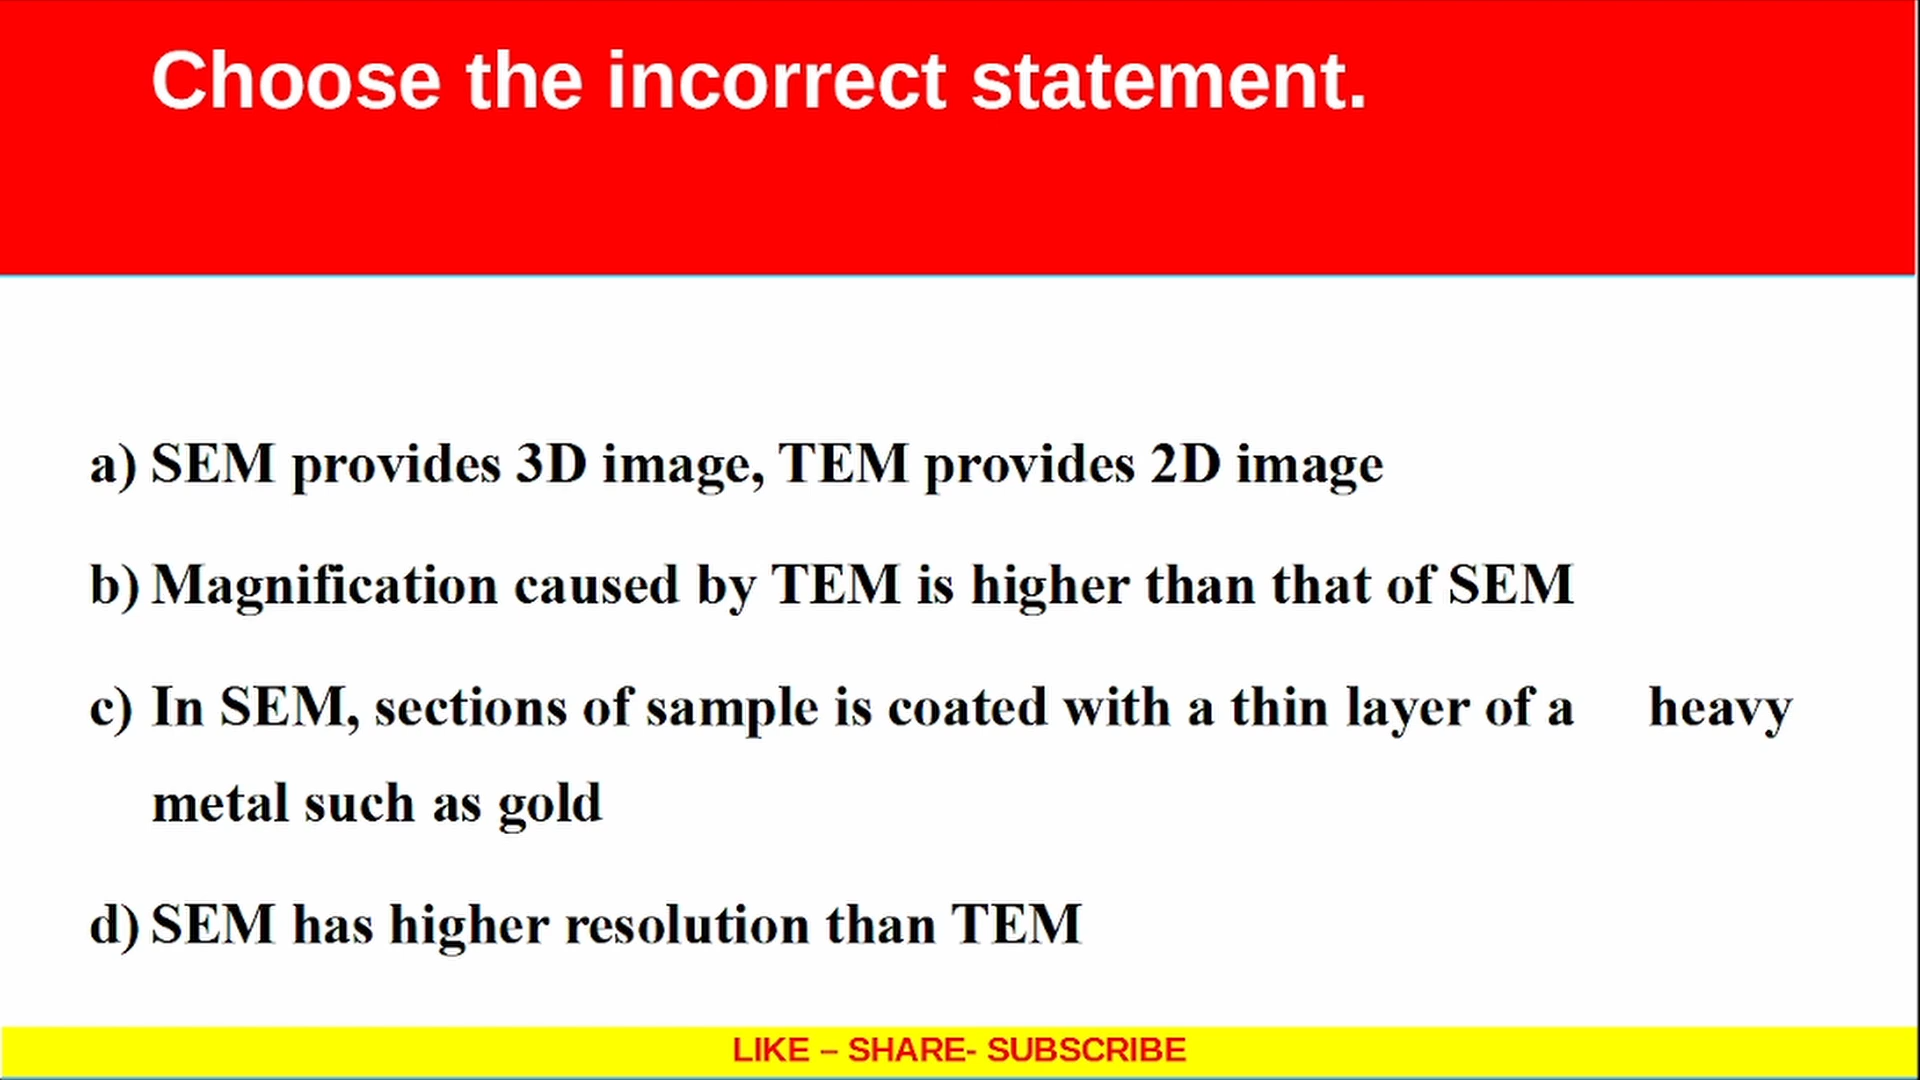 Choose the incorrect statement.
a) SEM provides 3D image, TEM provides 2D image
b) Magnification caused by TEM is higher than that of SEM
c) In SEM, sections of sample is coated with a thin layer of a heavy
metal such as gold
d) SEM has higher resolution than TEM
LIKE – SHARE- SUBSCRIBE